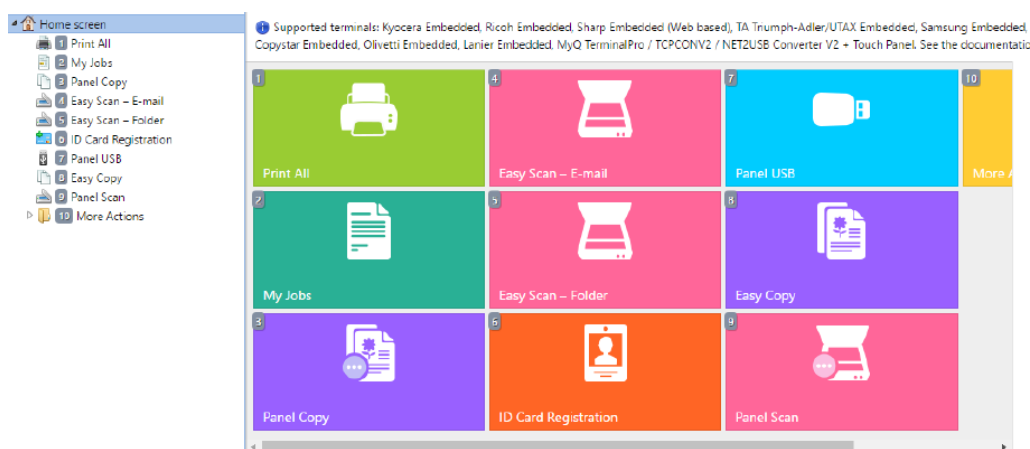 Home screen
1 Print All
2 My Jobs
3 Panel Copy
4 Easy Scan – E-mail
5 Easy Scan – Folder
6 ID Card Registration
7 Panel USB
8 Easy Copy
9 Panel Scan
10 More Actions
Supported terminals: Kyocera Embedded, Ricoh Embedded, Sharp Embedded (Web based), TA Triumph-Adler/UTAX Embedded, Samsung Embedded,
Copystar Embedded, Olivetti Embedded, Lanier Embedded, MyQ TerminalPro / TCPCONV2 / NET2USB Converter V2 + Touch Panel. See the documentatio
1
Print All
4
Easy Scan – E-mail
7
Panel USB
10
More A
2
My Jobs
5
Easy Scan – Folder
8
Easy Copy
3
Panel Copy
6
ID Card Registration
9
Panel Scan